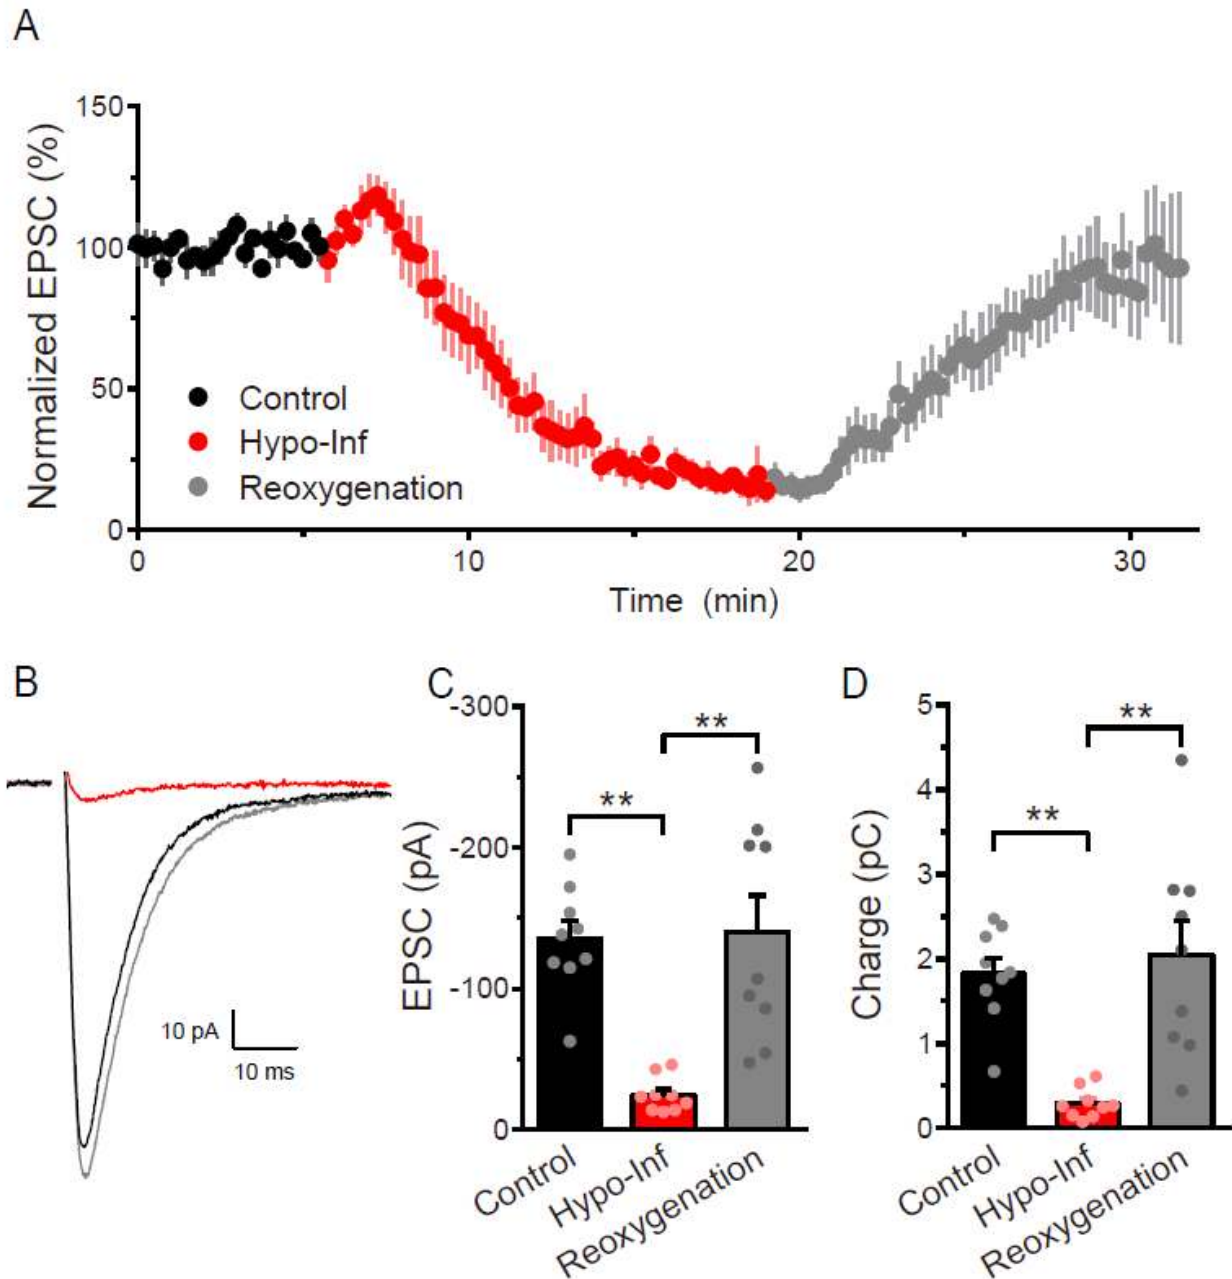 A
Normalized EPSC (%)
150
100
50
0
Control
Hypo-Inf
Reoxygenation
0 10 20 30
Time (min)
B
10 pA
10 ms
C
EPSC (pA)
-300
-200
-100
0
**
**
Control
Hypo-Inf
Reoxygenation
D
Charge (pC)
5
4
3
2
1
0
**
**
Control
Hypo-Inf
Reoxygenation